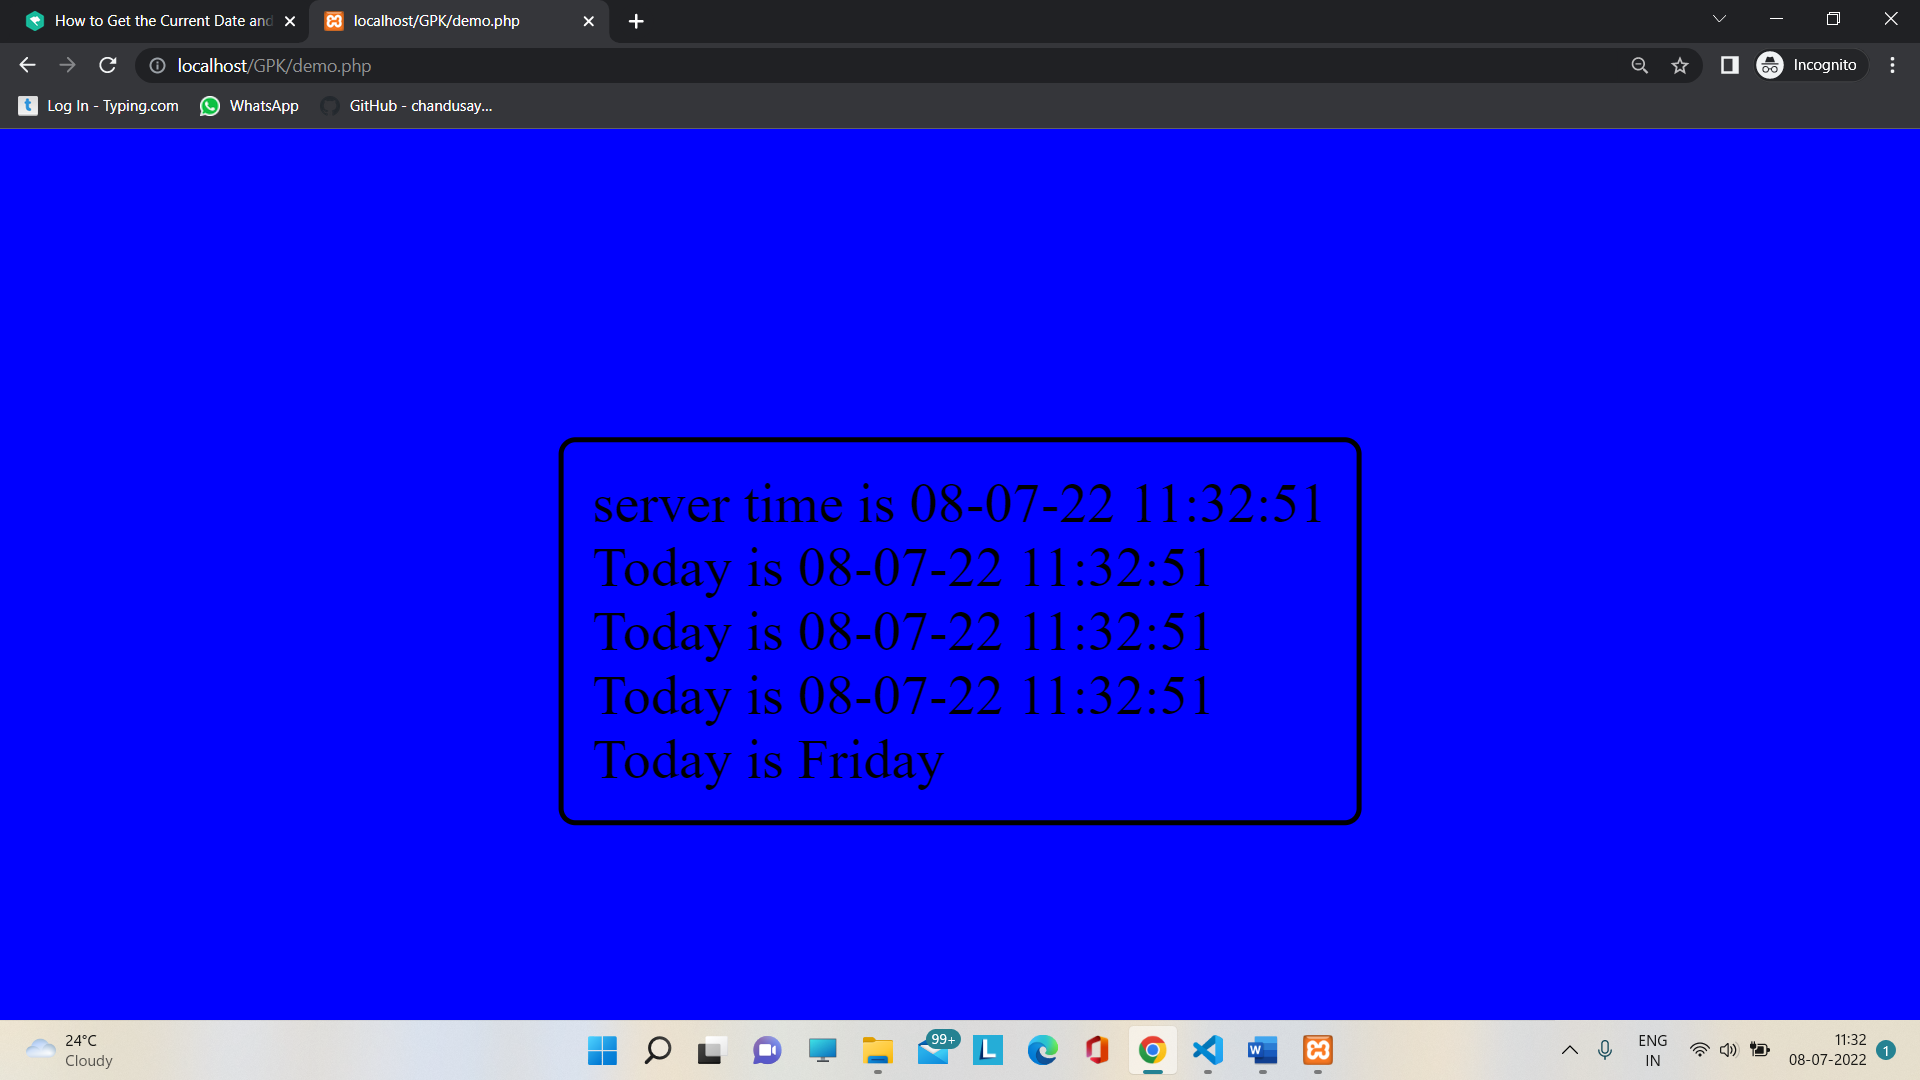 How to Get the Current Date and
localhost/GPK/demo.php
localhost/GPK/demo.php
Incognito
Log In - Typing.com
WhatsApp
GitHub - chandusay...
server time is 08-07-22 11:32:51
Today is 08-07-22 11:32:51
Today is 08-07-22 11:32:51
Today is 08-07-22 11:32:51
Today is Friday
24°C
Cloudy
99+
L
W
ENG
IN
11:32
08-07-2022
1